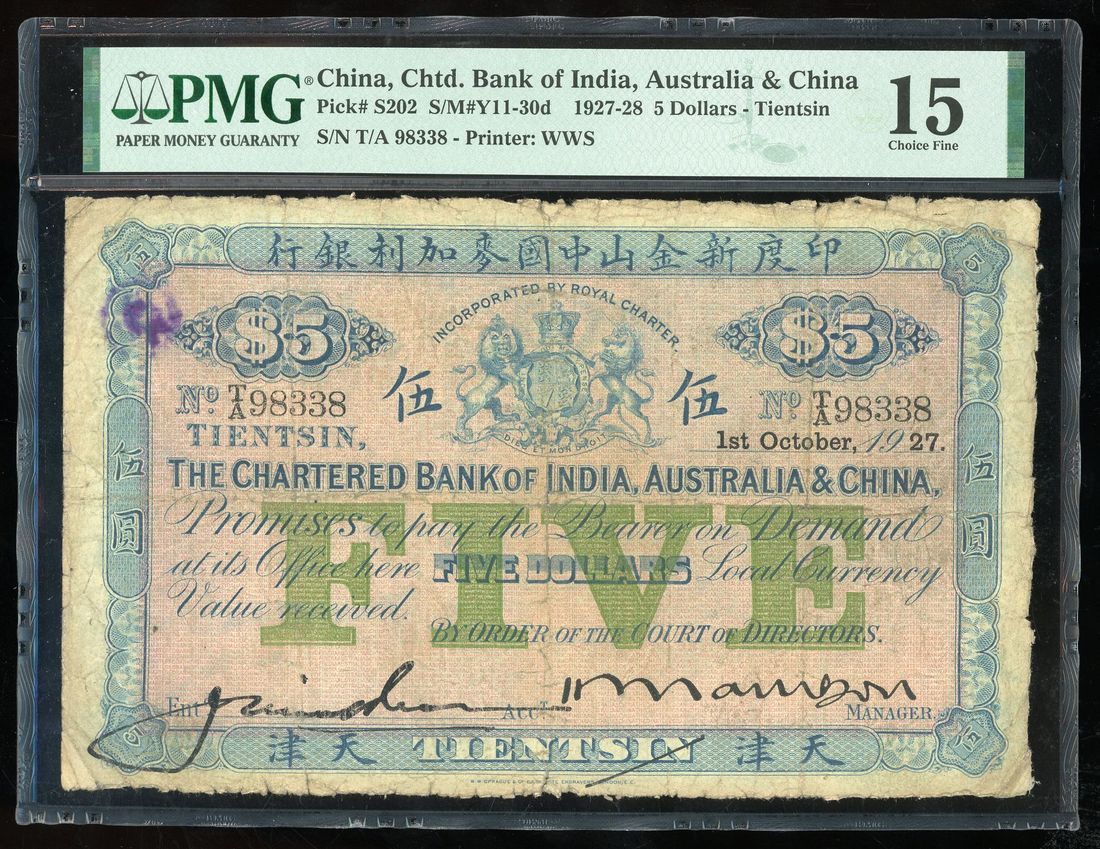 PMG®
PAPER MONEY GUARANTY
China, Chtd. Bank of India, Australia & China
Pick# S202 S/M#Y11-30d 1927-28 5 Dollars - Tientsin
S/N T/A 98338 - Printer: WWS
15
Choice Fine
行銀利加麥國中山金新度印
伍
五
INCORPORATED BY ROYAL CHARTER.
$5
$5
伍
伍
No. T/A 98338
No. T/A 98338
DIEU ET MON DROIT
TIENTSIN,
1st October, 1927.
THE CHARTERED BANK OF INDIA, AUSTRALIA & CHINA,
Promises to pay the Bearer on Demand
at its Office here FIVE DOLLARS Local Currency
Value received.
FIVE
BY ORDER OF THE COURT OF DIRECTORS.
伍圓
伍圓
Ent
Acct.
MANAGER.
津天
TIENTSIN
津天
伍